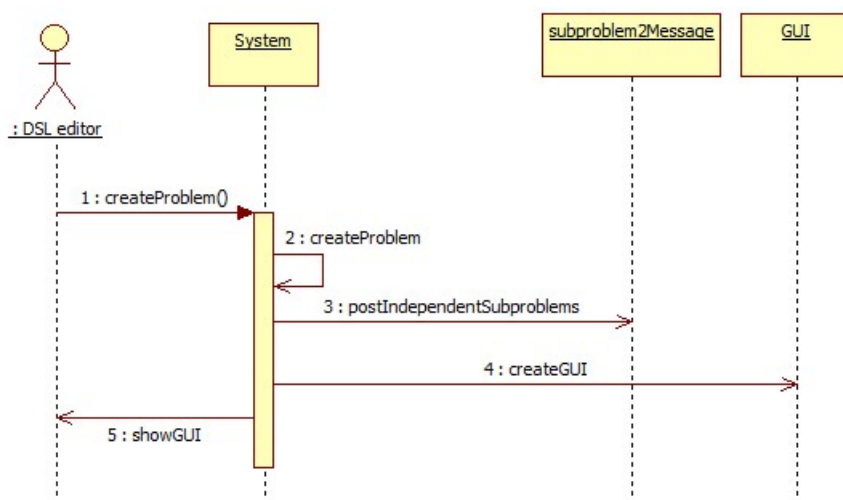 System
subproblem2Message
GUI
: DSL editor
1 : createProblem()
2 : createProblem
3 : postIndependentSubproblems
4 : createGUI
5 : showGUI